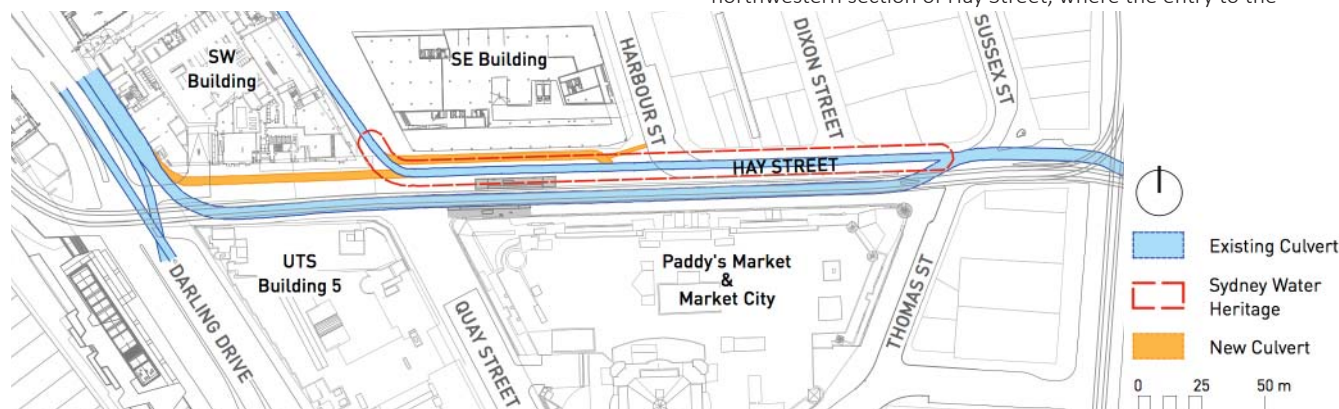 northwestern section of Hay Street, where the entry to the
SW
Building
SE Building
HARBOUR ST
DIXON STREET
SUSSEX ST
HAY STREET
UTS
Building 5
Paddy's Market
&
Market City
DARLING DRIVE
QUAY STREET
THOMAS ST
Existing Culvert
Sydney Water
Heritage
New Culvert
0 25 50 m